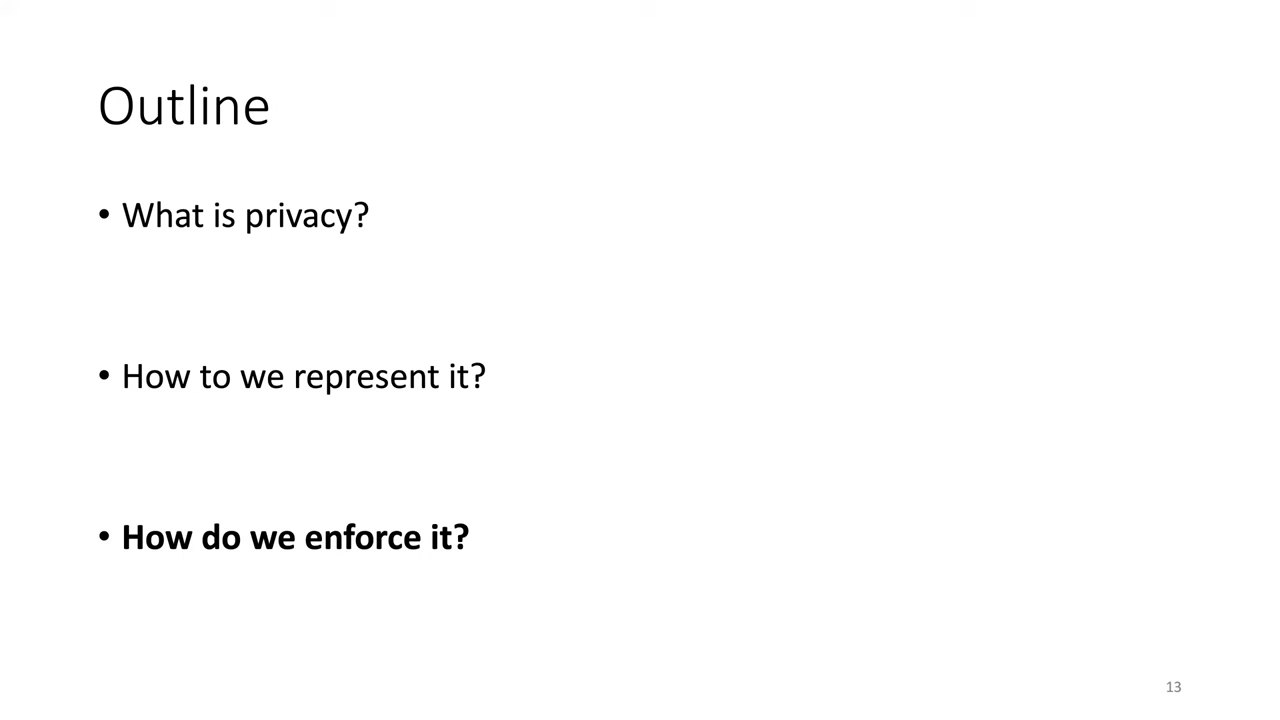 Outline
• What is privacy?
• How to we represent it?
• How do we enforce it?
13